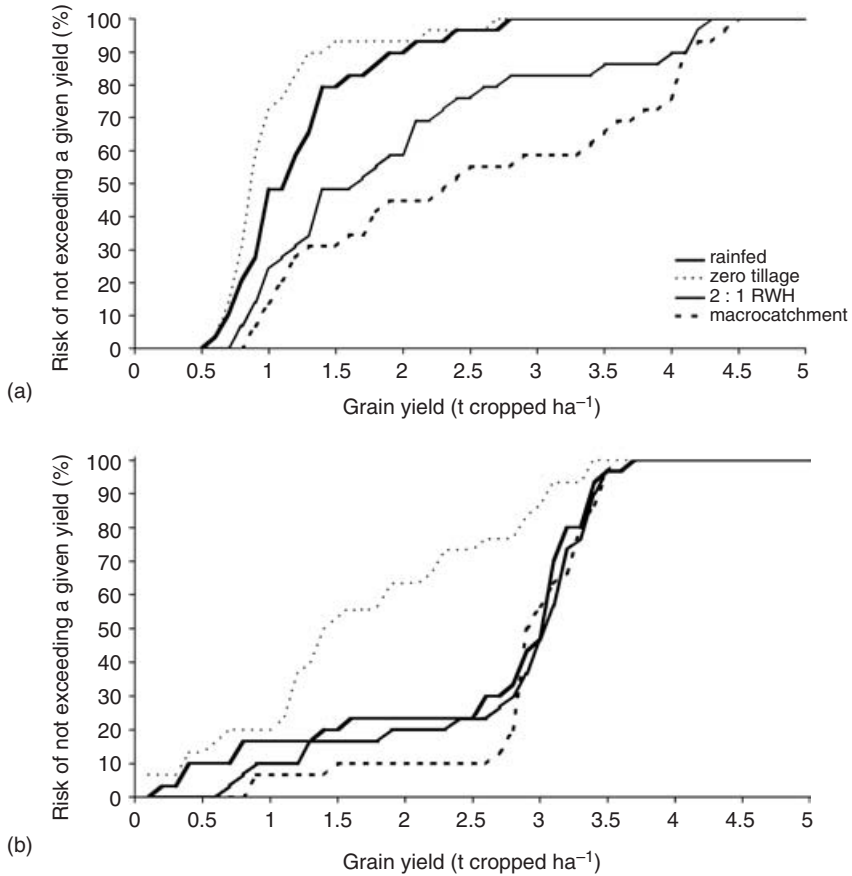 Risk of not exceeding a given yield (%)
100
90
80
70
60
50
40
30
20
10
0
0 0.5 1 1.5 2 2.5 3 3.5 4 4.5 5
rainfed
zero tillage
2 : 1 RWH
macrocatchment
(a)
Grain yield (t cropped ha⁻¹)
Risk of not exceeding a given yield (%)
100
90
80
70
60
50
40
30
20
10
0
0 0.5 1 1.5 2 2.5 3 3.5 4 4.5 5
(b)
Grain yield (t cropped ha⁻¹)